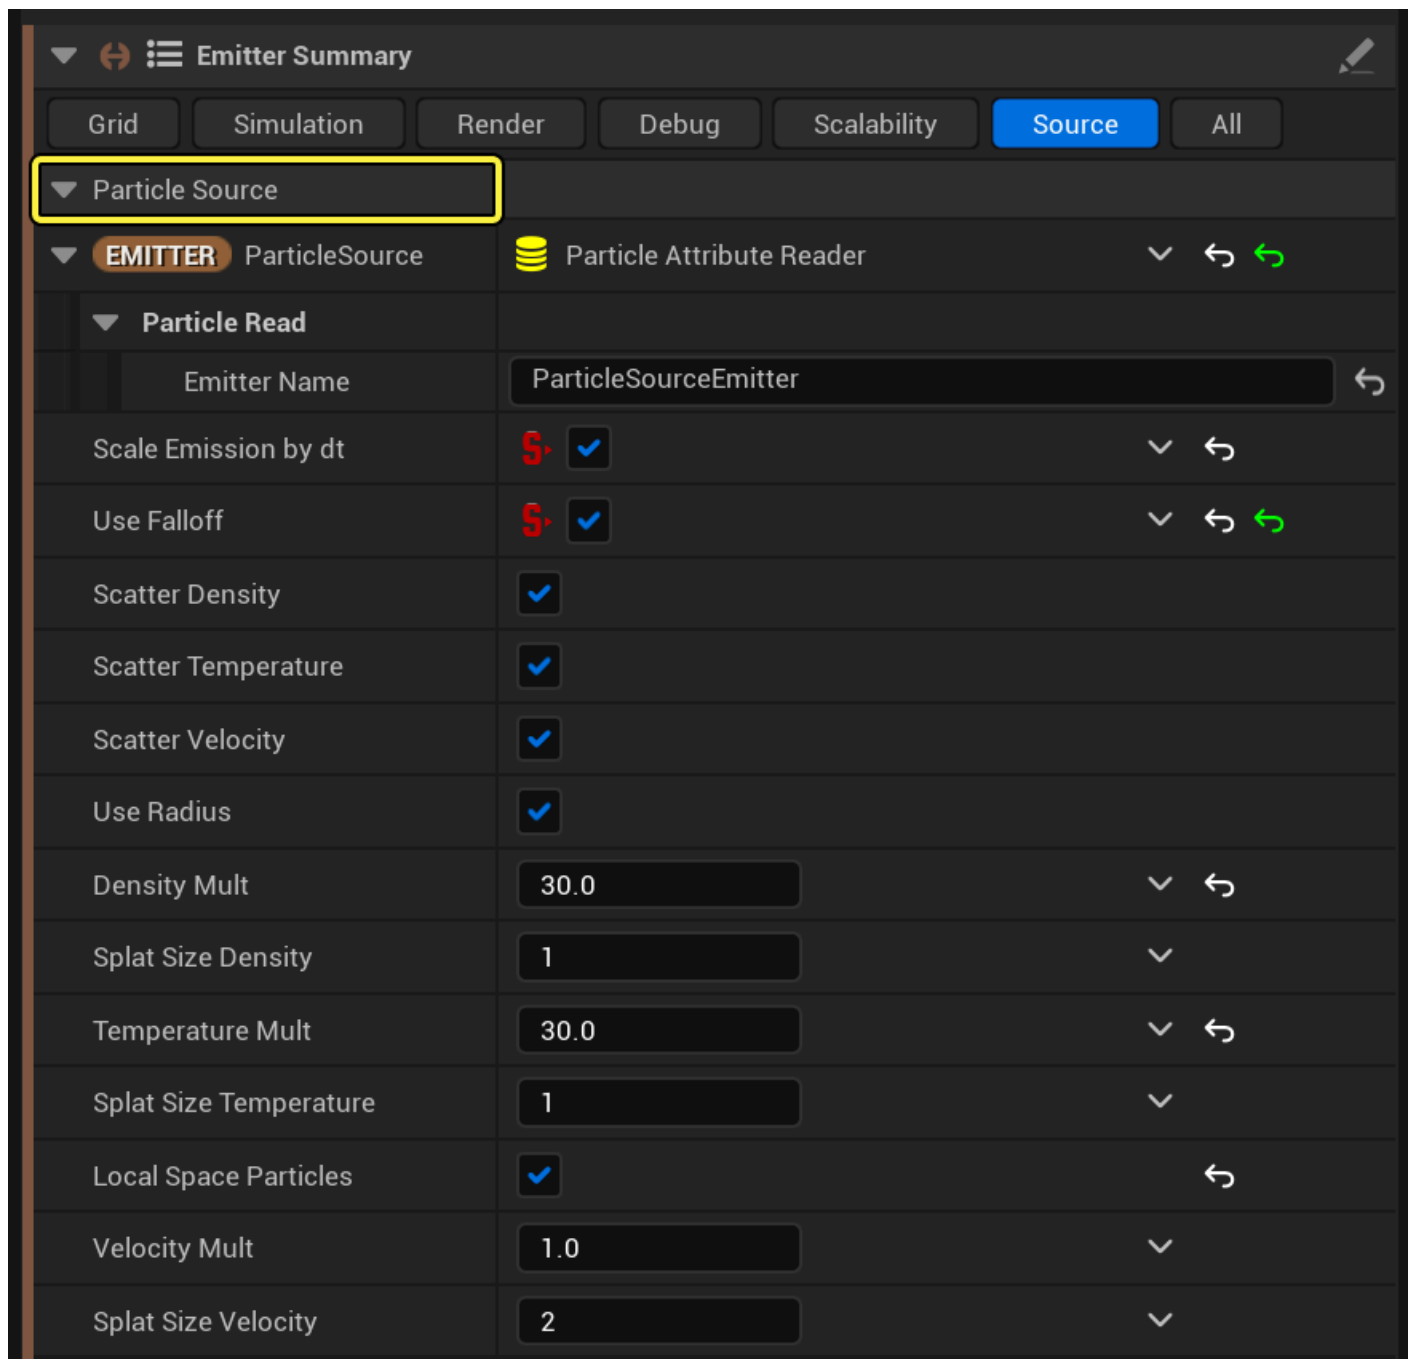 Emitter Summary
Grid Simulation Render Debug Scalability Source All
Particle Source
EMITTER ParticleSource Particle Attribute Reader
Particle Read
Emitter Name ParticleSourceEmitter
Scale Emission by dt
Use Falloff
Scatter Density
Scatter Temperature
Scatter Velocity
Use Radius
Density Mult 30.0
Splat Size Density 1
Temperature Mult 30.0
Splat Size Temperature 1
Local Space Particles
Velocity Mult 1.0
Splat Size Velocity 2